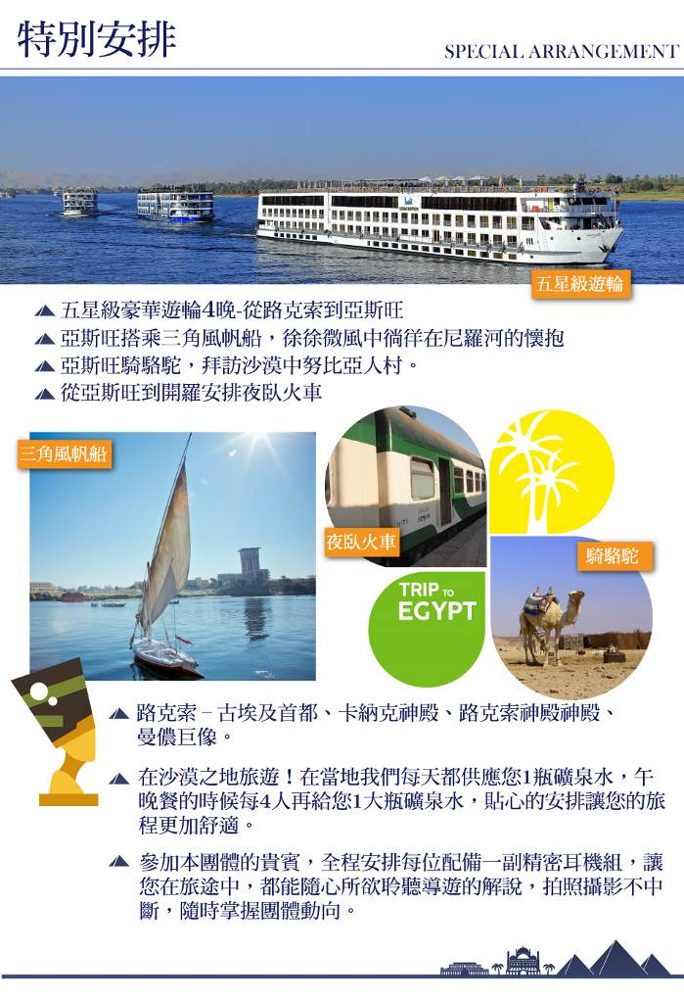 特別安排
SPECIAL ARRANGEMENT
五星級遊輪
五星級豪華遊輪4晚-從路克索到亞斯旺
亞斯旺搭乘三角風帆船，徐徐微風中徜徉在尼羅河的懷抱
亞斯旺騎駱駝，拜訪沙漠中努比亞人村。
從亞斯旺到開羅安排夜臥火車
三角風帆船
夜臥火車
騎駱駝
TRIP TO
EGYPT
路克索–古埃及首都、卡納克神殿、路克索神殿神殿、
曼儂巨像。
在沙漠之地旅遊！在當地我們每天都供應您1瓶礦泉水，午
晚餐的時候每4人再給您1大瓶礦泉水，貼心的安排讓您的旅
程更加舒適。
參加本團體的貴賓，全程安排每位配備一副精密耳機組，讓
您在旅途中，都能隨心所欲聆聽導遊的解說，拍照攝影不中
斷，隨時掌握團體動向。